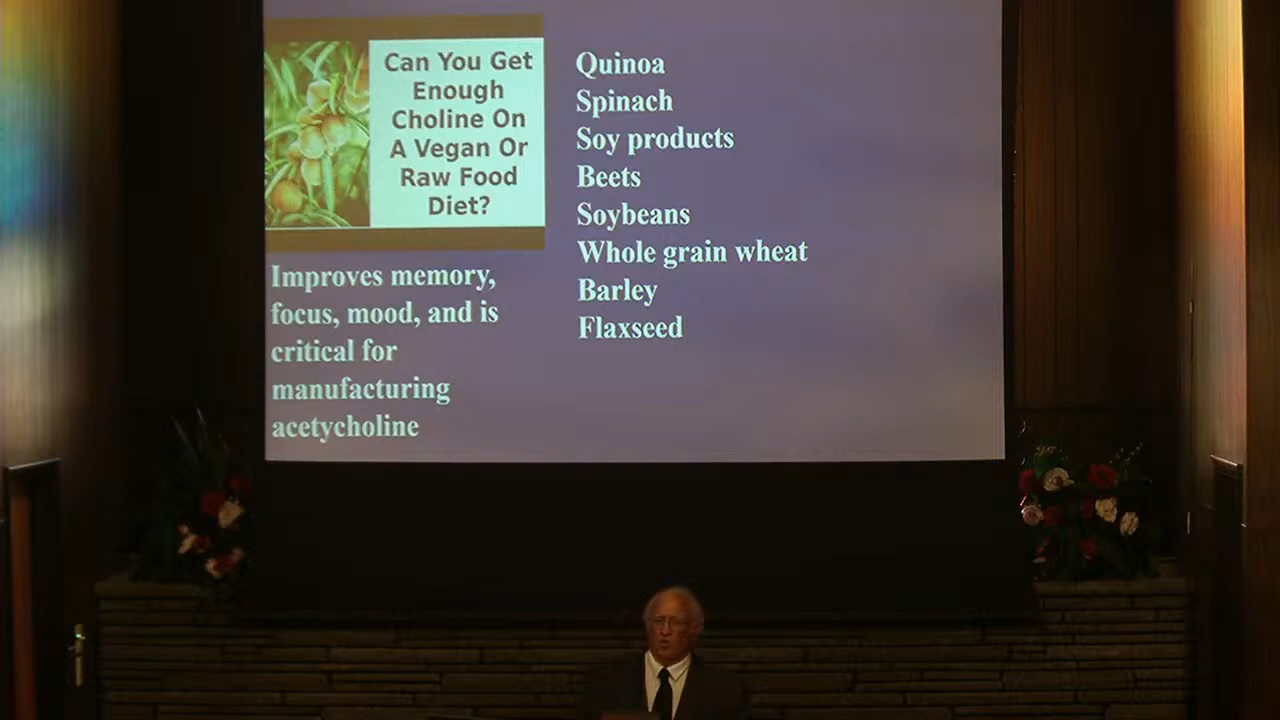 Can You Get
Enough
Choline On
A Vegan Or
Raw Food
Diet?
Improves memory,
focus, mood, and is
critical for
manufacturing
acetycholine
Quinoa
Spinach
Soy products
Beets
Soybeans
Whole grain wheat
Barley
Flaxseed